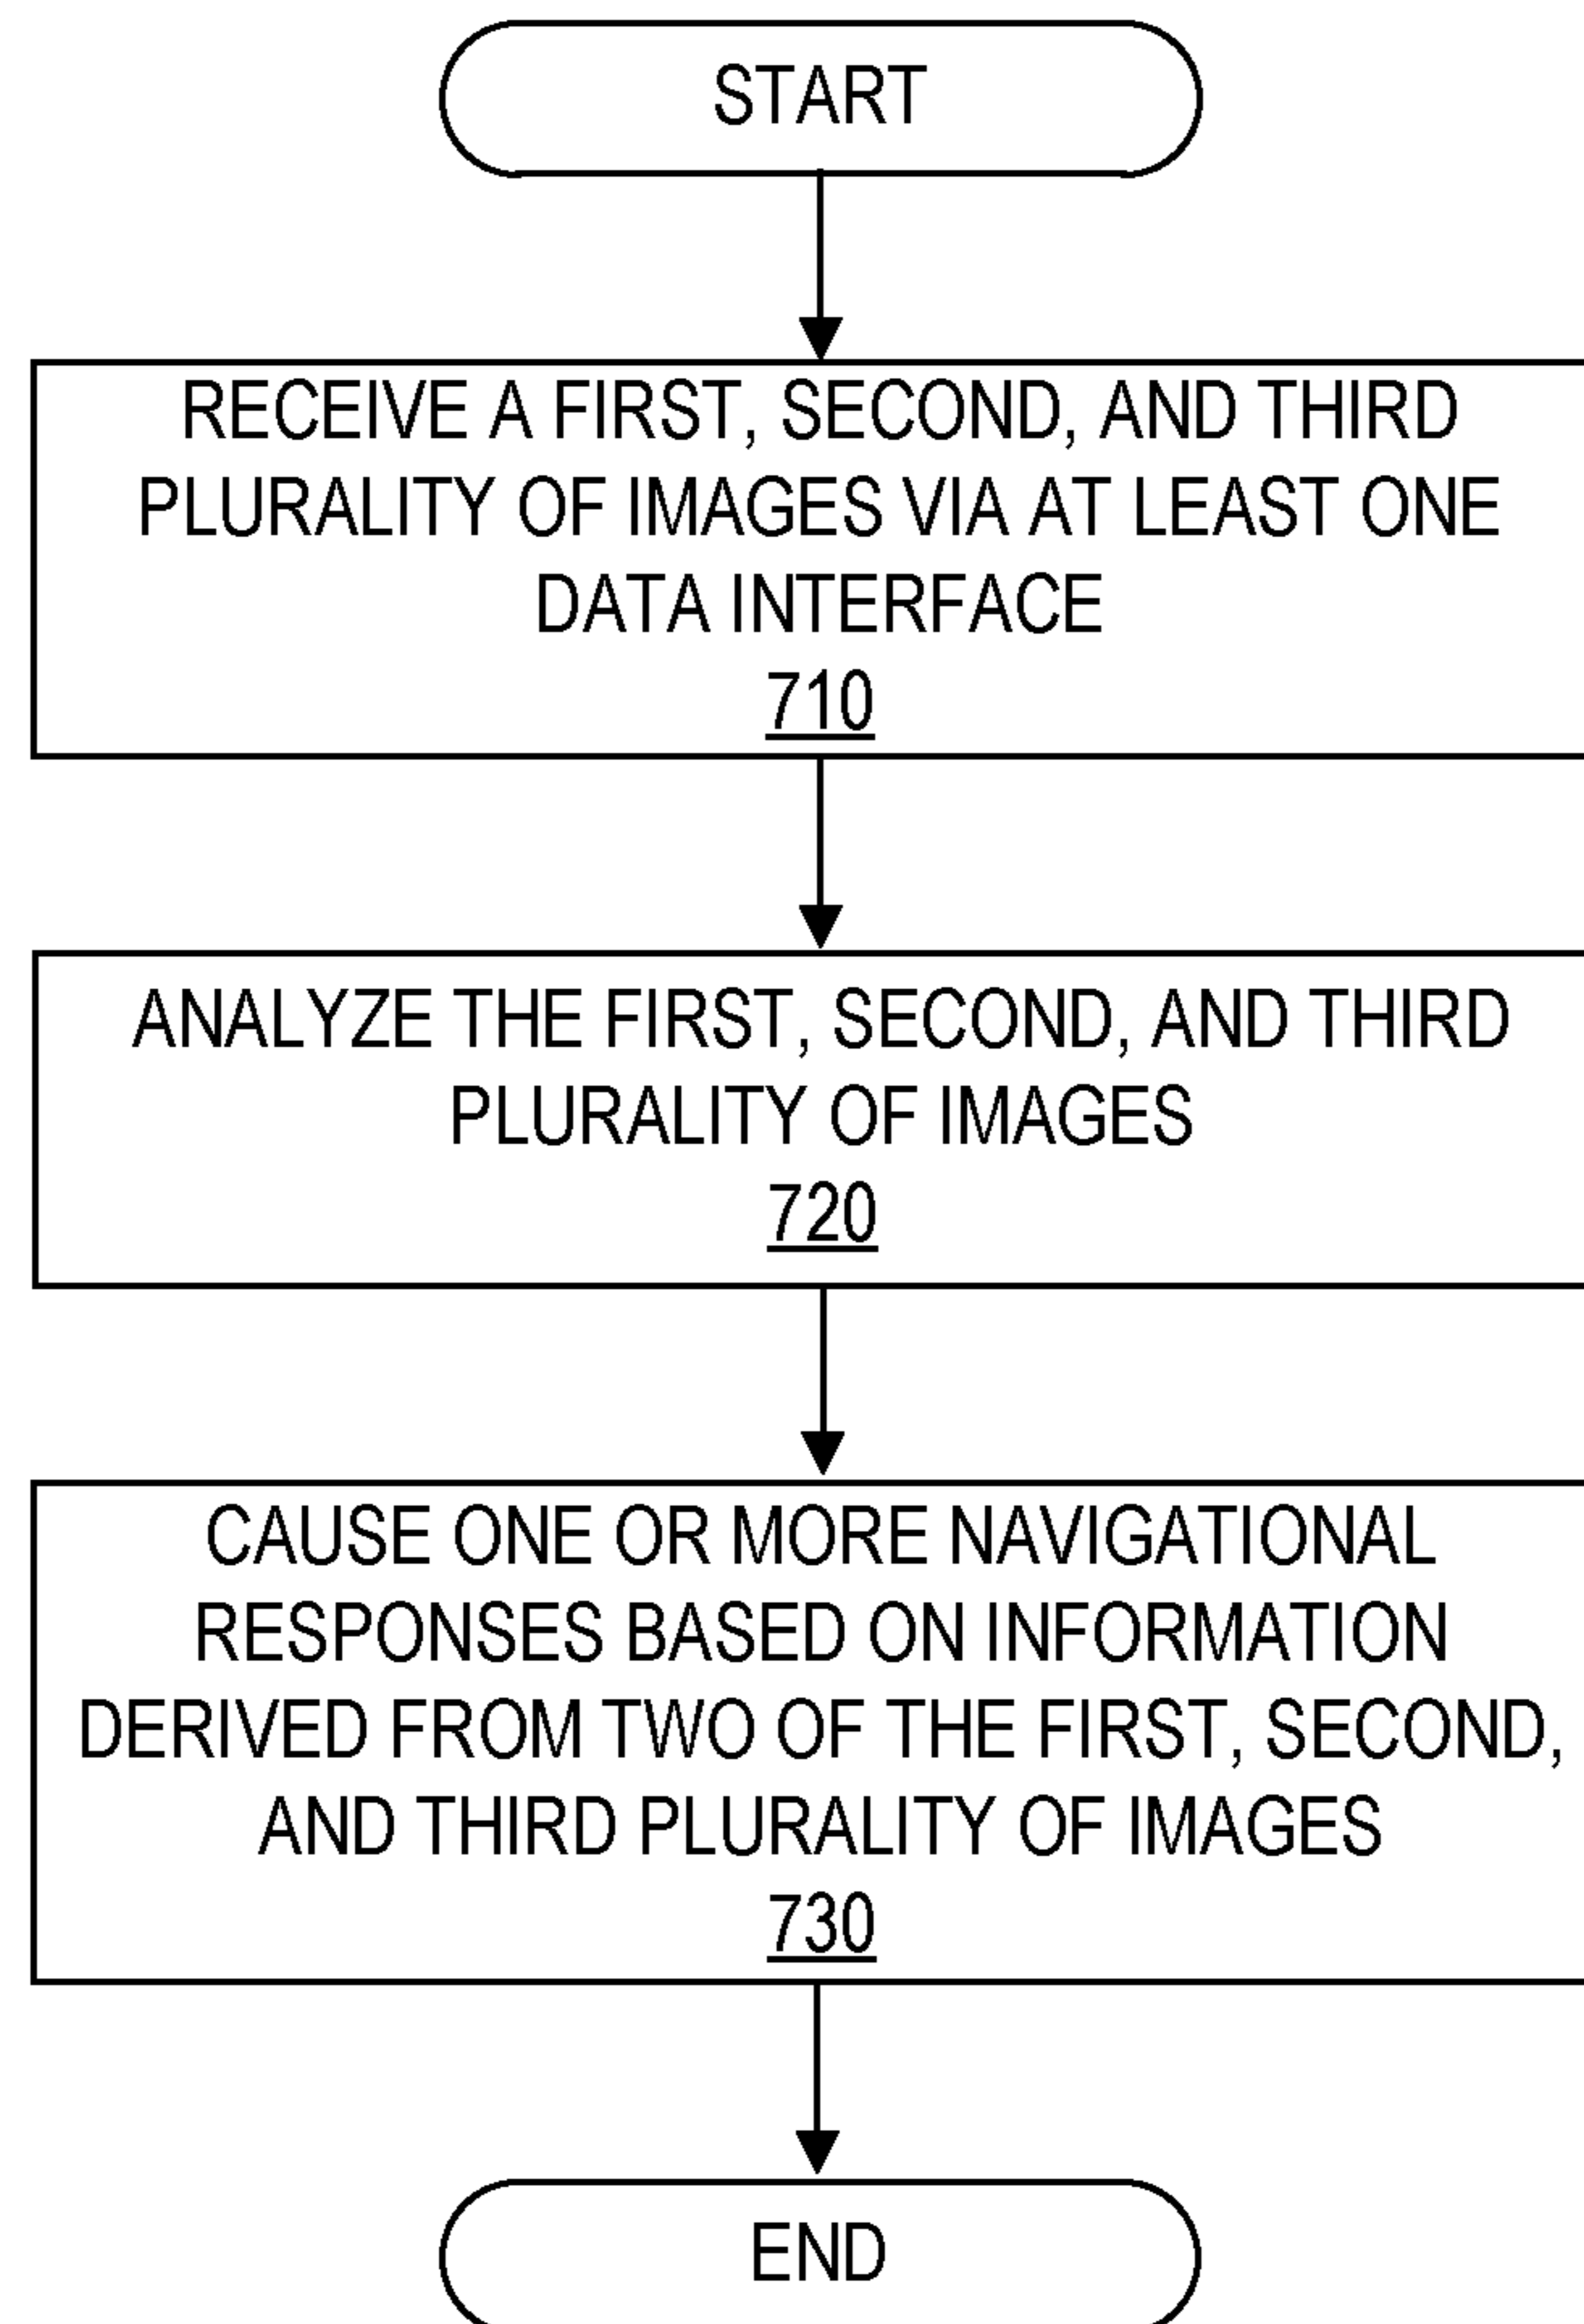 START
RECEIVE A FIRST, SECOND, AND THIRD
PLURALITY OF IMAGES VIA AT LEAST ONE
DATA INTERFACE
710
ANALYZE THE FIRST, SECOND, AND THIRD
PLURALITY OF IMAGES
720
CAUSE ONE OR MORE NAVIGATIONAL
RESPONSES BASED ON INFORMATION
DERIVED FROM TWO OF THE FIRST, SECOND,
AND THIRD PLURALITY OF IMAGES
730
END